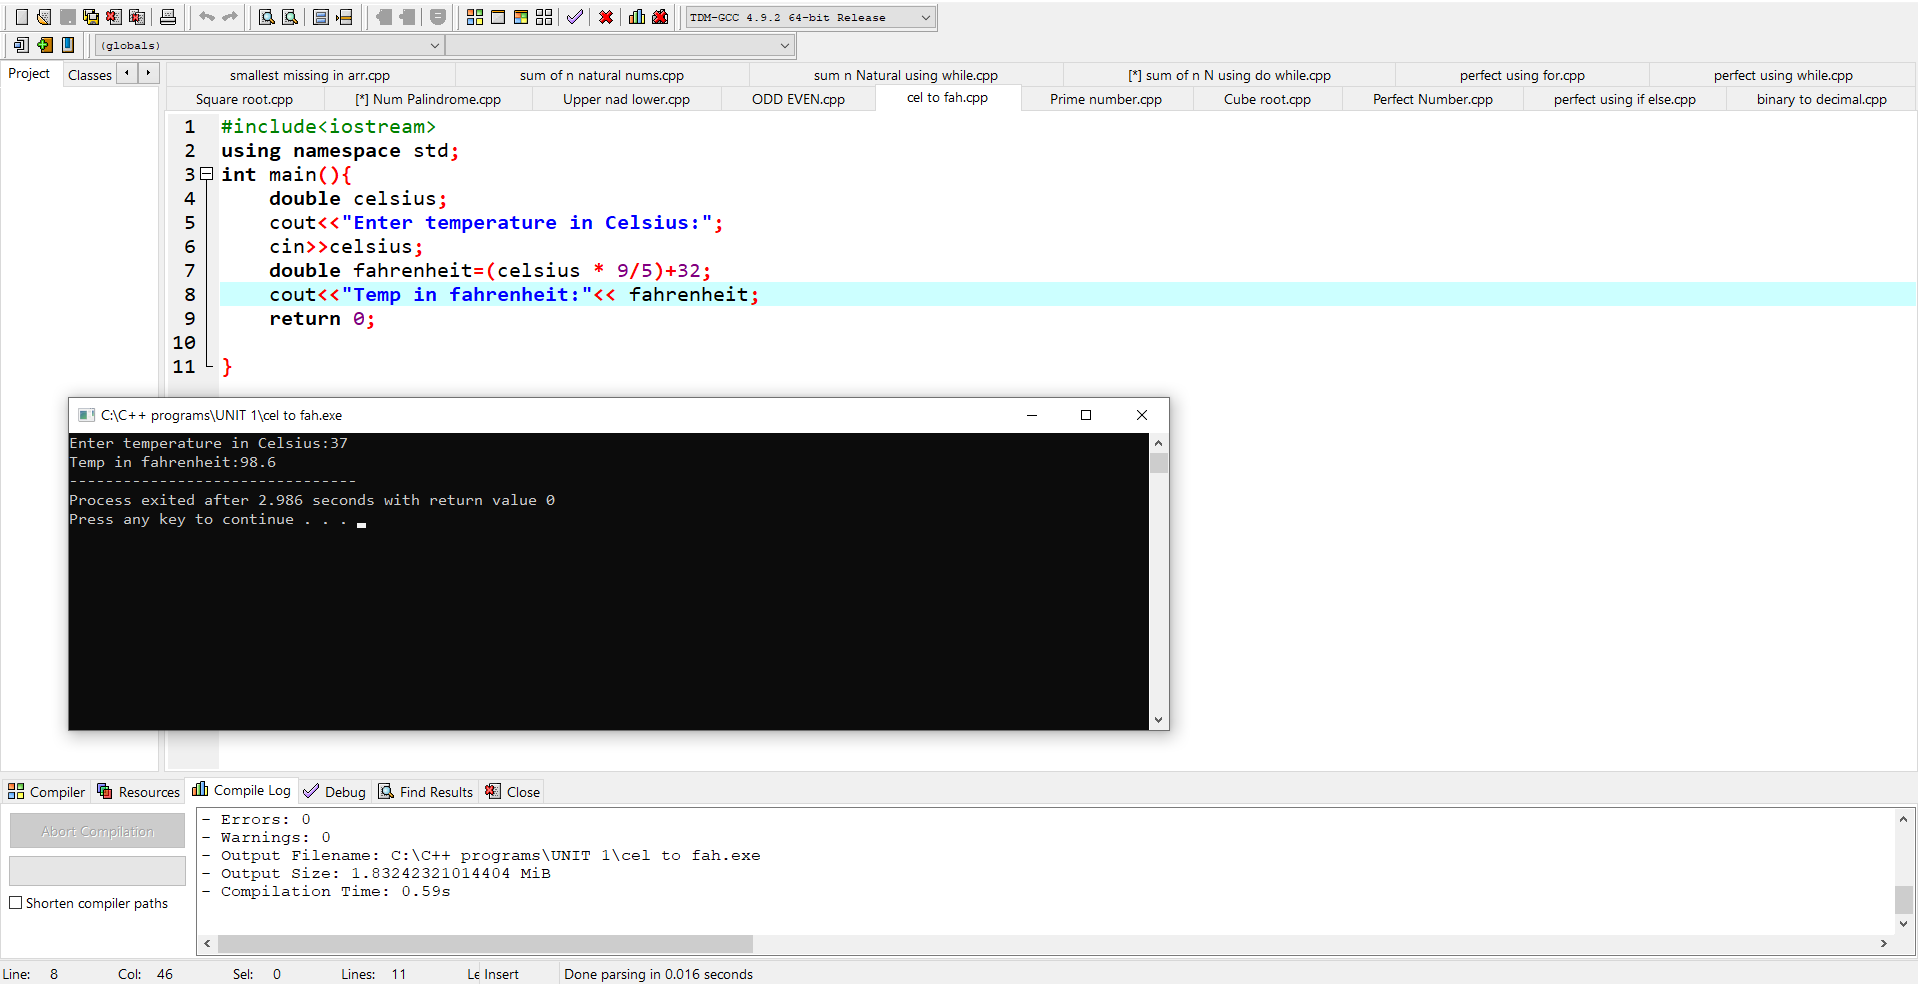 TDM-GCC 4.9.2 64-bit Release
(globals)
Project Classes
smallest missing in arr.cpp sum of n natural nums.cpp sum n Natural using while.cpp [*] sum of n N using do while.cpp perfect using for.cpp perfect using while.cpp
Square root.cpp [*] Num Palindrome.cpp Upper nad lower.cpp ODD EVEN.cpp cel to fah.cpp Prime number.cpp Cube root.cpp Perfect Number.cpp perfect using if else.cpp binary to decimal.cpp
1 #include<iostream>
2 using namespace std;
3 int main(){
4 double celsius;
5 cout<<"Enter temperature in Celsius:";
6 cin>>celsius;
7 double fahrenheit=(celsius * 9/5)+32;
8 cout<<"Temp in fahrenheit:"<< fahrenheit;
9 return 0;
10
11 }
C:\C++ programs\UNIT 1\cel to fah.exe
Enter temperature in Celsius:37
Temp in fahrenheit:98.6
--------------------------------
Process exited after 2.986 seconds with return value 0
Press any key to continue . . .
Compiler Resources Compile Log Debug Find Results Close
Abort Compilation
Shorten compiler paths
- Errors: 0
- Warnings: 0
- Output Filename: C:\C++ programs\UNIT 1\cel to fah.exe
- Output Size: 1.83242321014404 MiB
- Compilation Time: 0.59s
Line: 8 Col: 46 Sel: 0 Lines: 11 Le Insert Done parsing in 0.016 seconds